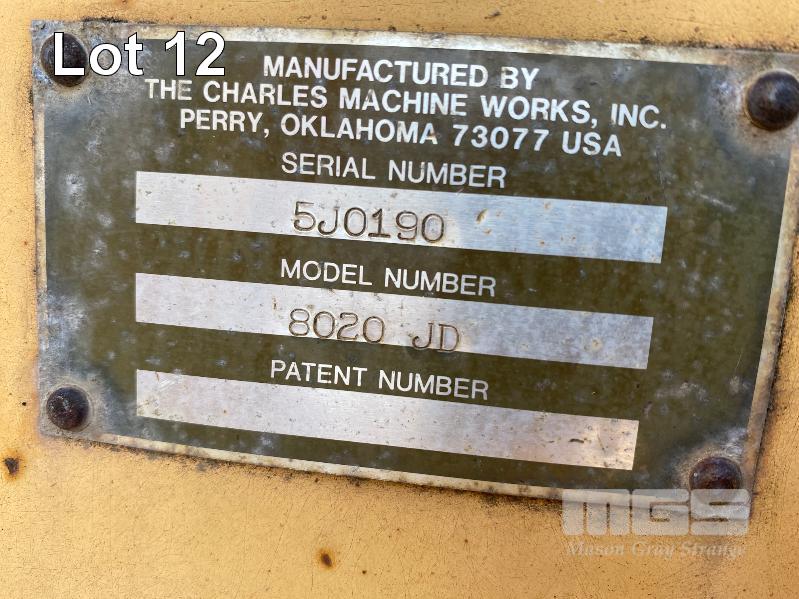 Lot 12
MANUFACTURED BY
THE CHARLES MACHINE WORKS, INC.
PERRY, OKLAHOMA 73077 USA
SERIAL NUMBER
5J0190
MODEL NUMBER
8020 JD
PATENT NUMBER
MGS
Mason Gray Strange